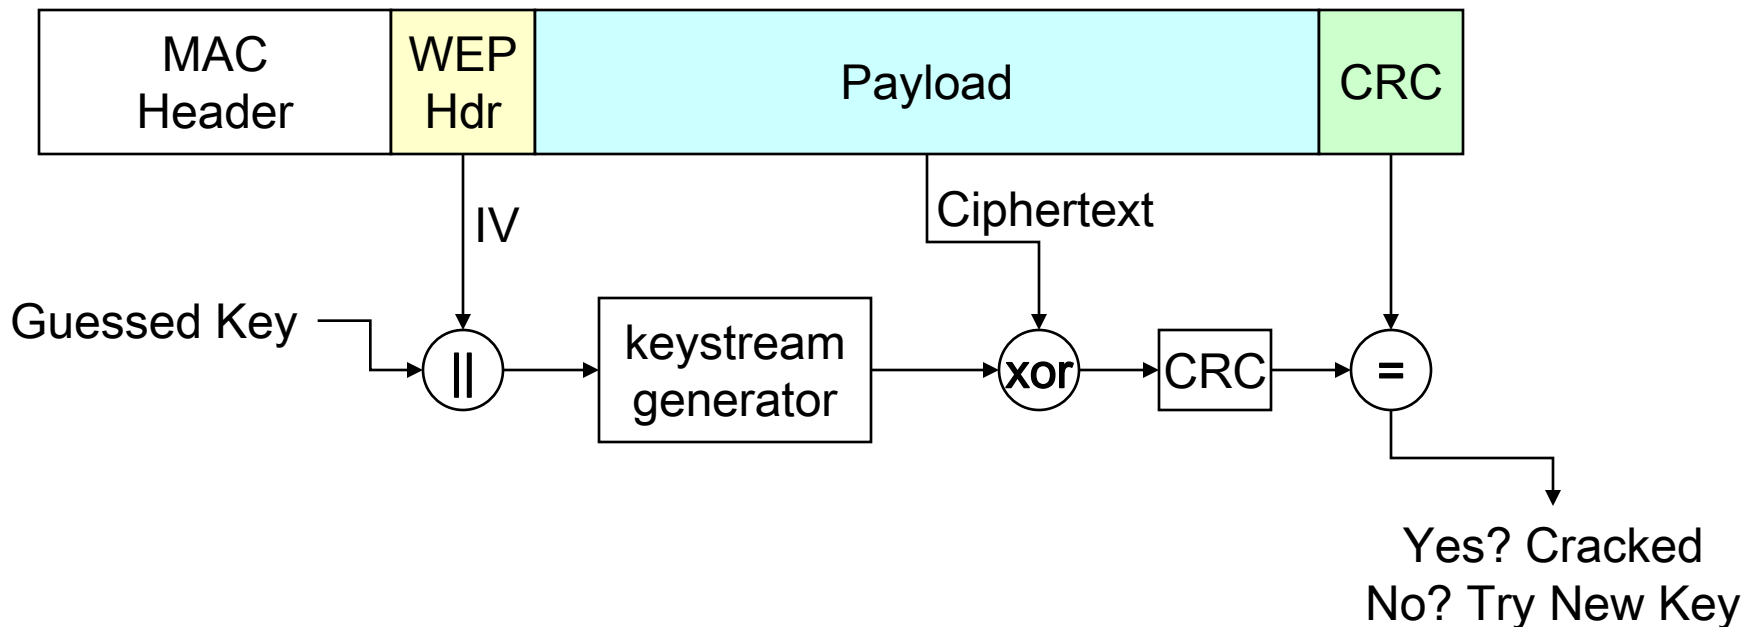 MAC
Header
WEP
Hdr
Payload
CRC
IV
Ciphertext
Guessed Key
||
keystream
generator
xor
CRC
=
Yes? Cracked
No? Try New Key